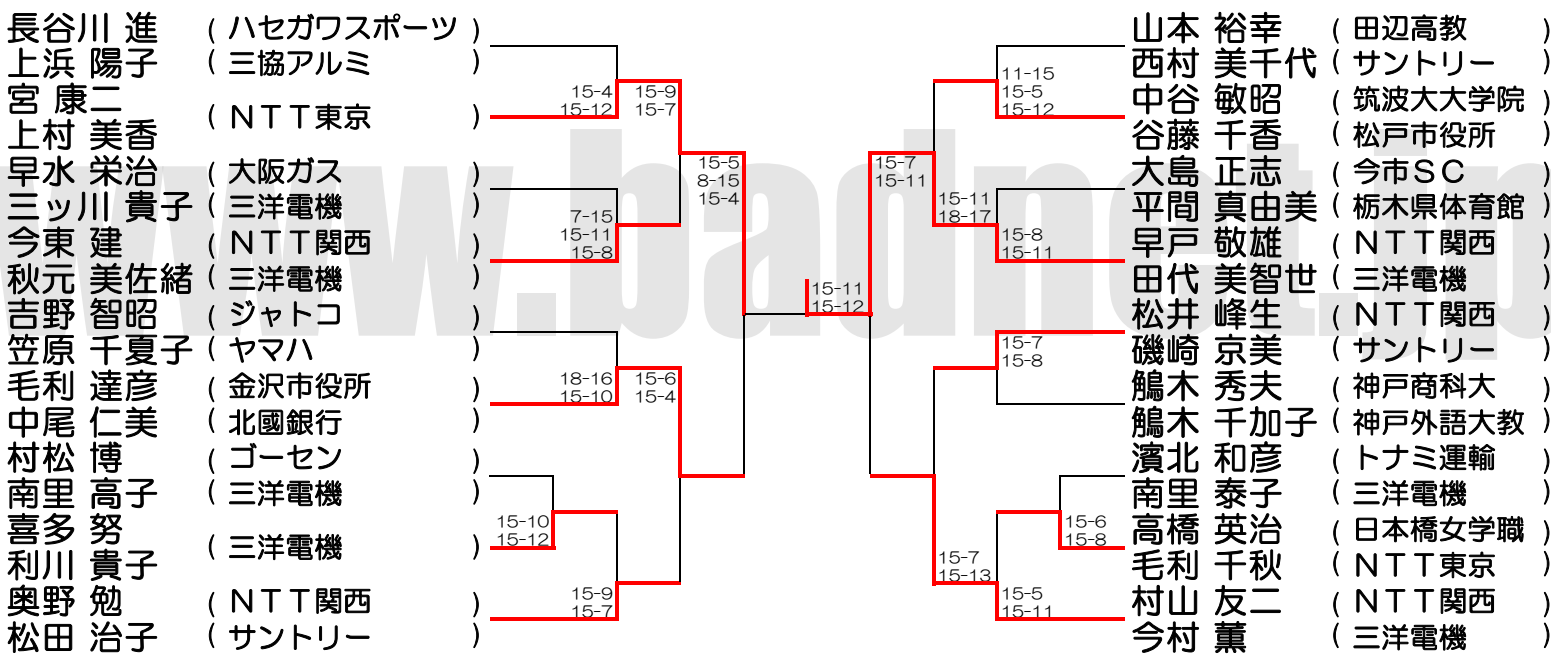 長谷川 進 ( ハセガワスポーツ )
上浜 陽子 ( 三協アルミ )
宮 康二
上村 美香 ( ＮＴＴ東京 )
早水 栄治 ( 大阪ガス )
三ッ川 貴子 ( 三洋電機 )
今東 建 ( ＮＴＴ関西 )
秋元 美佐緒 ( 三洋電機 )
吉野 智昭 ( ジャトコ )
笠原 千夏子 ( ヤマハ )
毛利 達彦 ( 金沢市役所 )
中尾 仁美 ( 北國銀行 )
村松 博 ( ゴーセン )
南里 高子 ( 三洋電機 )
喜多 努
利川 貴子 ( 三洋電機 )
奥野 勉 ( ＮＴＴ関西 )
松田 治子 ( サントリー )
15-4
15-12
15-9
15-7
7-15
15-11
15-8
15-5
8-15
15-4
18-16
15-10
15-6
15-4
15-10
15-12
15-9
15-7
15-11
15-12
11-15
15-5
15-12
15-7
15-11
15-11
18-17
15-8
15-11
15-7
15-8
15-6
15-8
15-7
15-13
15-5
15-11
山本 裕幸 ( 田辺高教 )
西村 美千代 ( サントリー )
中谷 敏昭 ( 筑波大大学院 )
谷藤 千香 ( 松戸市役所 )
大島 正志 ( 今市ＳＣ )
平間 真由美 ( 栃木県体育館 )
早戸 敬雄 ( ＮＴＴ関西 )
田代 美智世 ( 三洋電機 )
松井 峰生 ( ＮＴＴ関西 )
磯崎 京美 ( サントリー )
鵤木 秀夫 ( 神戸商科大 )
鵤木 千加子 ( 神戸外語大教 )
濱北 和彦 ( トナミ運輸 )
南里 泰子 ( 三洋電機 )
高橋 英治 ( 日本橋女学職 )
毛利 千秋 ( ＮＴＴ東京 )
村山 友二 ( ＮＴＴ関西 )
今村 薫 ( 三洋電機 )
www.badnet.jp